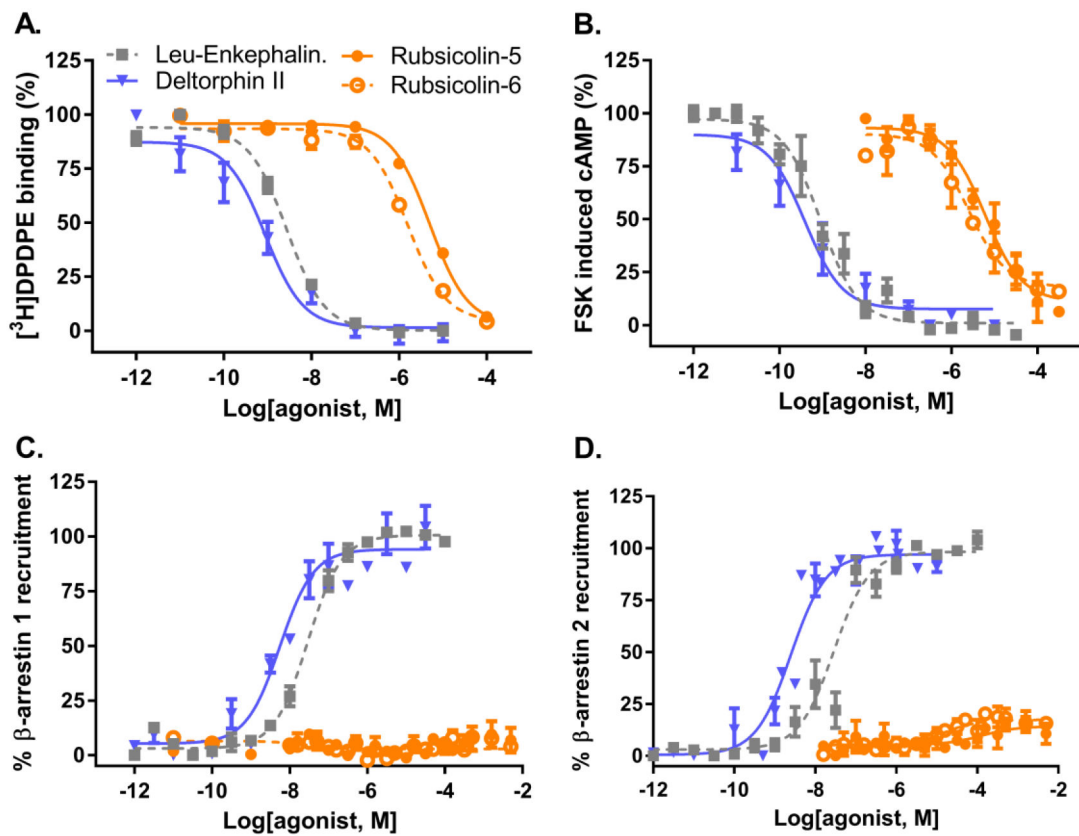 A.
B.
Leu-Enkephalin.
Deltorphin II
Rubsicolin-5
Rubsicolin-6
[³H]DPDPE binding (%)
125
100
75
50
25
0
-12 -10 -8 -6 -4
Log[agonist, M]
FSK induced cAMP (%)
125
100
75
50
25
0
-12 -10 -8 -6 -4
Log[agonist, M]
C.
D.
% β-arrestin 1 recruitment
125
100
75
50
25
0
-12 -10 -8 -6 -4 -2
Log[agonist, M]
% β-arrestin 2 recruitment
125
100
75
50
25
0
-12 -10 -8 -6 -4 -2
Log[agonist, M]